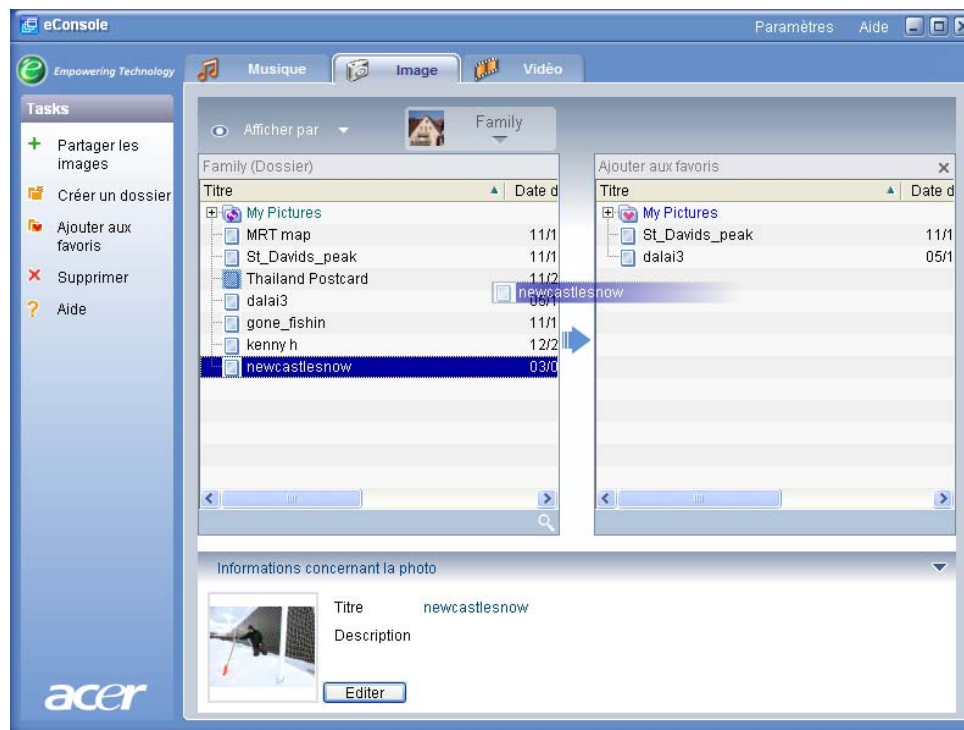 eConsole
Paramètres Aide
Empowering Technology
Musique Image Vidéo
Tasks
Partager les images
Créer un dossier
Ajouter aux favoris
Supprimer
Aide
Afficher par Family
Family (Dossier)
Titre Date d
My Pictures
MRT map 11/1
St_Davids_peak 11/1
Thailand Postcard 11/2
dalai3 05/1
gone_fishin 11/1
kenny h 12/2
newcastlesnow 03/0
newcastlesnow
Ajouter aux favoris
Titre Date d
My Pictures
St_Davids_peak 11/1
dalai3 05/1
Informations concernant la photo
Titre newcastlesnow
Description
Editer
acer